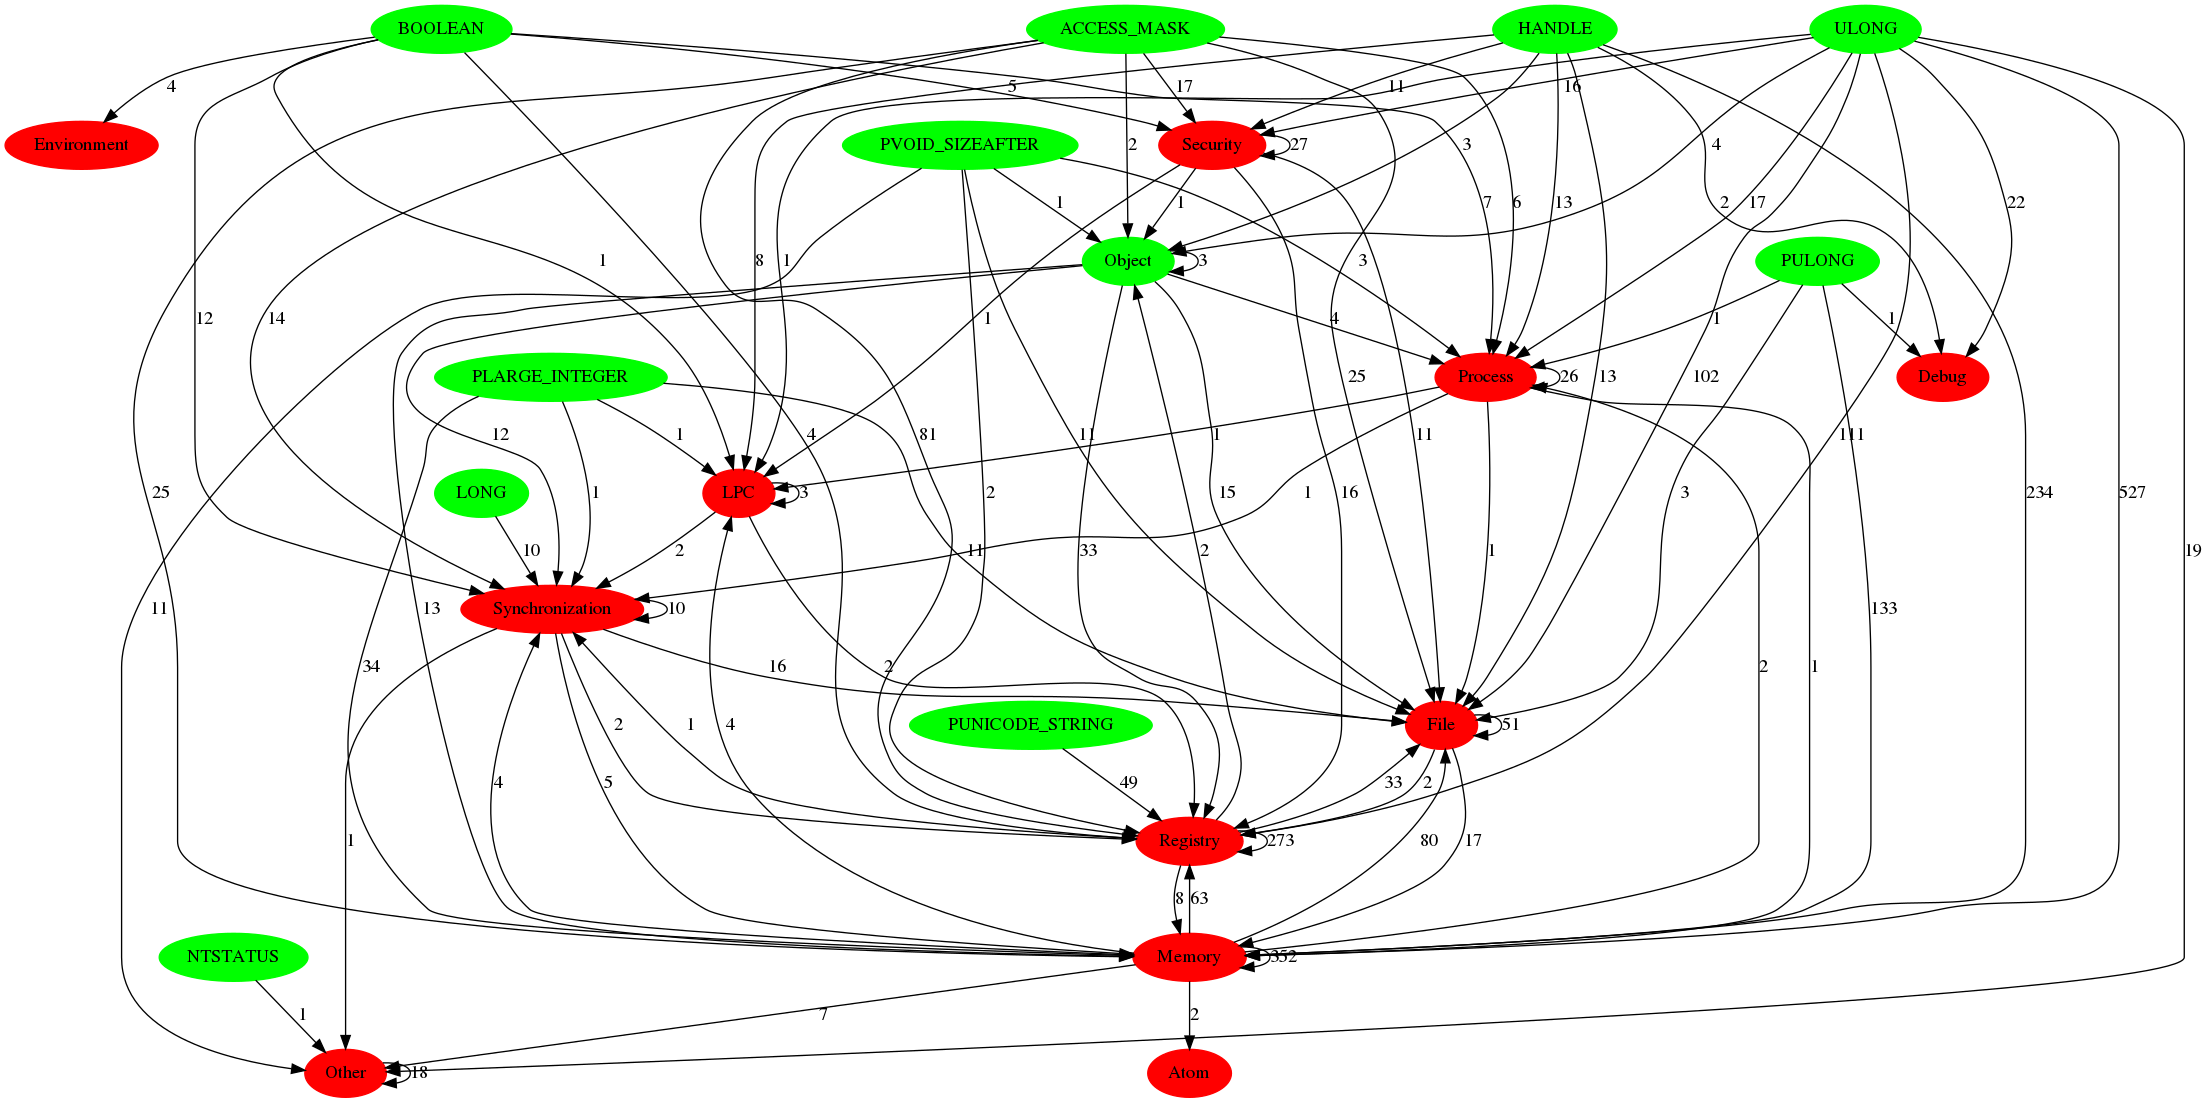 BOOLEAN ACCESS_MASK HANDLE ULONG
4 5 17 11 16
Environment PVOID_SIZEAFTER Security 27 2 3 4
1 1 7 6 13 2 17 22
1 8 1 Object 3 3 PULONG
12 14 1 4 1 1
PLARGE_INTEGER Process 26 25 13 102 Debug
12 1 4 81 11 1 11 111
25 LONG LPC 3 1 2 1 16 15 3 234 527
10 2 11 33 2 1 19
11 13 Synchronization 10 133
34 16 2 2 1
2 1 PUNICODE_STRING File 51
4 5 4 49 33 2
1 Registry 273 80 17
8 63
NTSTATUS Memory 352
1 7 2
Other 18 Atom